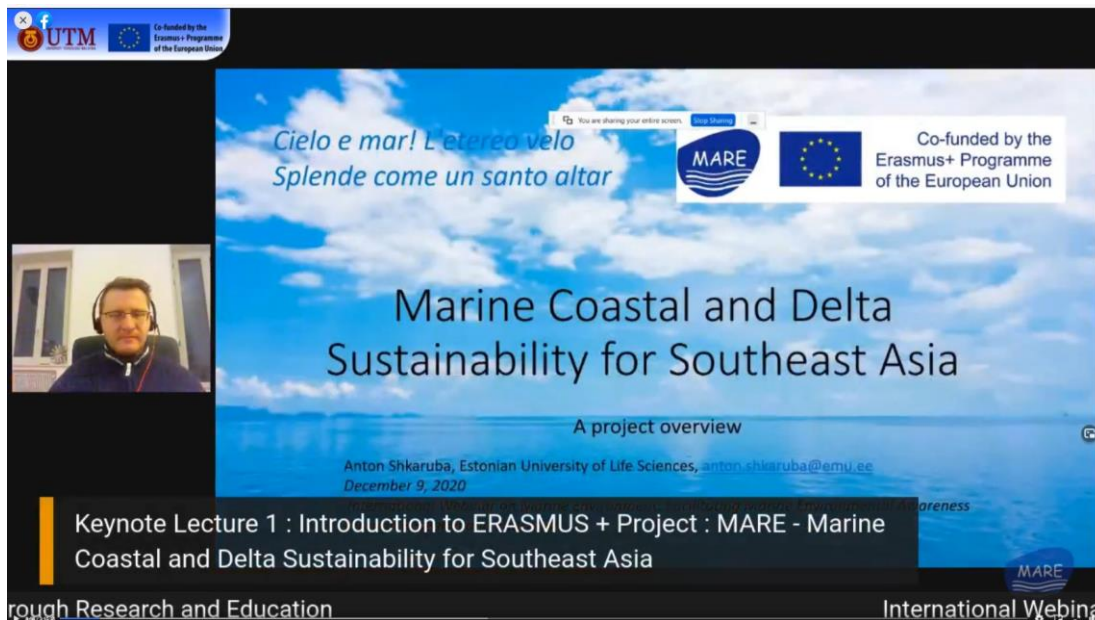 UTM
Co-funded by the
Erasmus+ Programme
of the European Union
You are sharing your entire screen. Stop Sharing
Cielo e mar! L'etereo velo
Splende come un santo altar
MARE
Co-funded by the
Erasmus+ Programme
of the European Union
Marine Coastal and Delta
Sustainability for Southeast Asia
A project overview
Anton Shkaruba, Estonian University of Life Sciences, anton.shkaruba@emu.ee
December 9, 2020
Keynote Lecture 1 : Introduction to ERASMUS + Project : MARE - Marine
Coastal and Delta Sustainability for Southeast Asia
MARE
rough Research and Education
International Webina